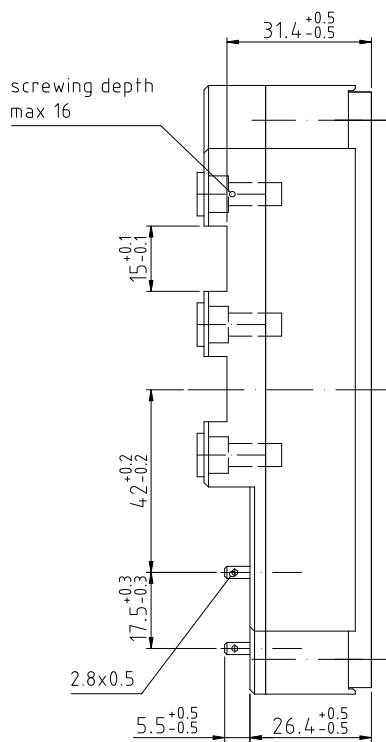 31.4 +0.5 -0.5
screwing depth
max 16
15 +0.1 -0.1
42 +0.2 -0.2
17.5 +0.3 -0.3
2.8x0.5
5.5 +0.5 -0.5
26.4 +0.5 -0.5